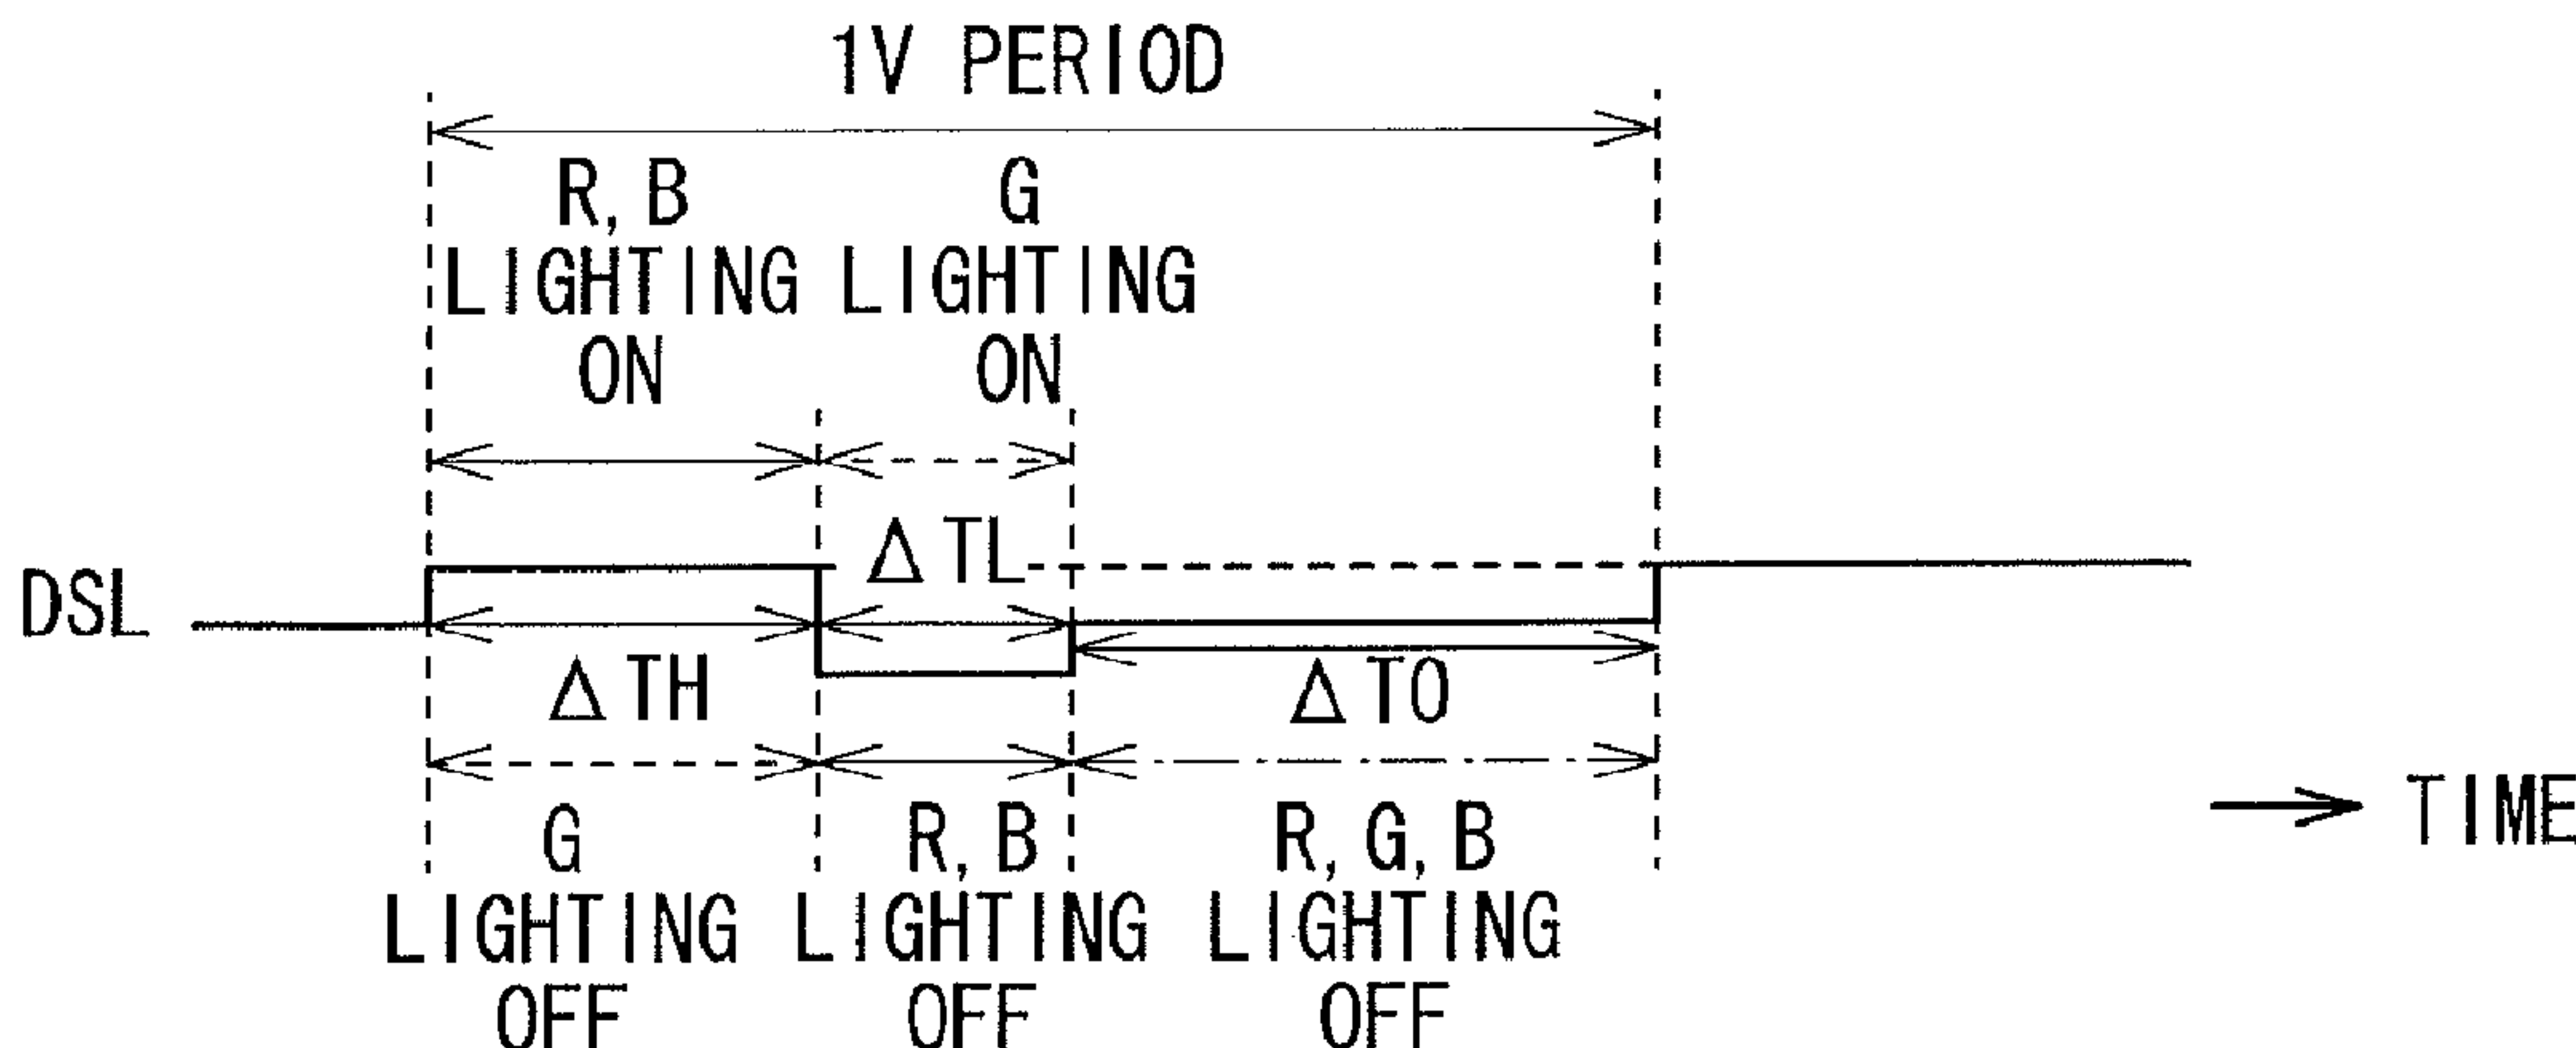 1V PERIOD
R, B
LIGHTING
ON
G
LIGHTING
ON
ΔTL
DSL
ΔTH
ΔTO
TIME
G
LIGHTING
OFF
R, B
LIGHTING
OFF
R, G, B
LIGHTING
OFF